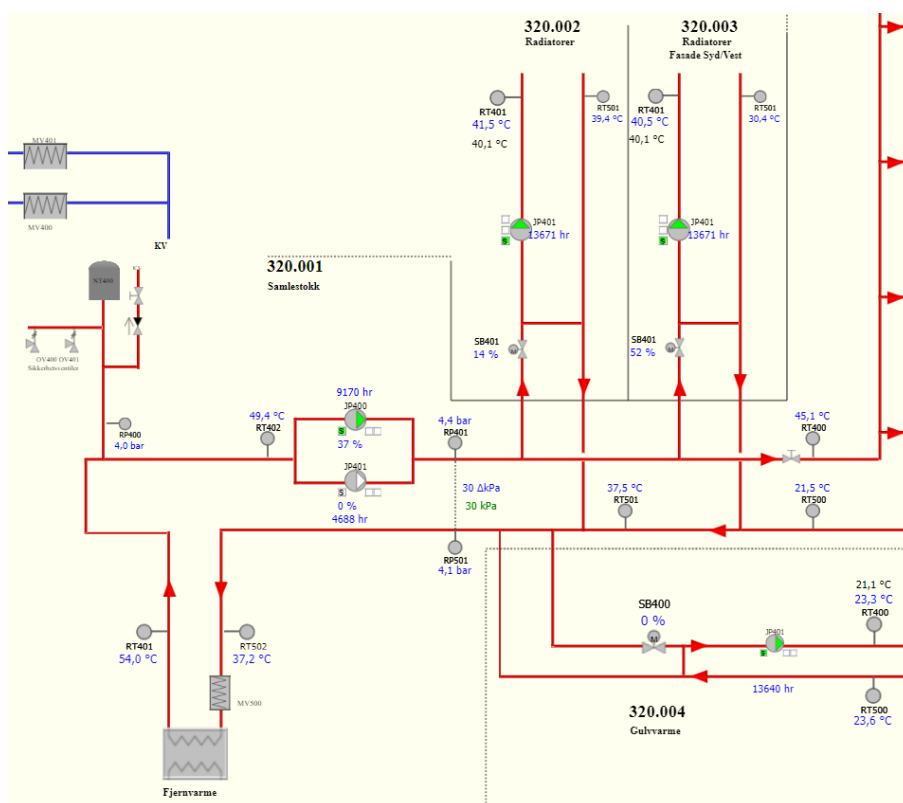 320.002
Radiatorer
320.003
Radiatorer
Fasade Syd/Vest
RT401
41,5 °C
40,1 °C
RT501
39,4 °C
RT401
40,5 °C
40,1 °C
RT501
30,4 °C
MV401
MV400
KV
JP401
13671 hr
S
JP401
13671 hr
S
320.001
Samlestokk
NT400
KV
OV400 OV401
Sikkerhetsventiler
SB401
14 %
M
SB401
52 %
M
9170 hr
JP400
S
37 %
JP401
S
0 %
4688 hr
RP400
4,0 bar
49,4 °C
RT402
4,4 bar
RP401
45,1 °C
RT400
30 ΔkPa
30 kPa
37,5 °C
RT501
21,5 °C
RT500
RP501
4,1 bar
RT401
54,0 °C
RT502
37,2 °C
MV500
SB400
0 %
M
JP401
S
21,1 °C
23,3 °C
RT400
13640 hr
RT500
23,6 °C
320.004
Gulvvarme
Fjernvarme